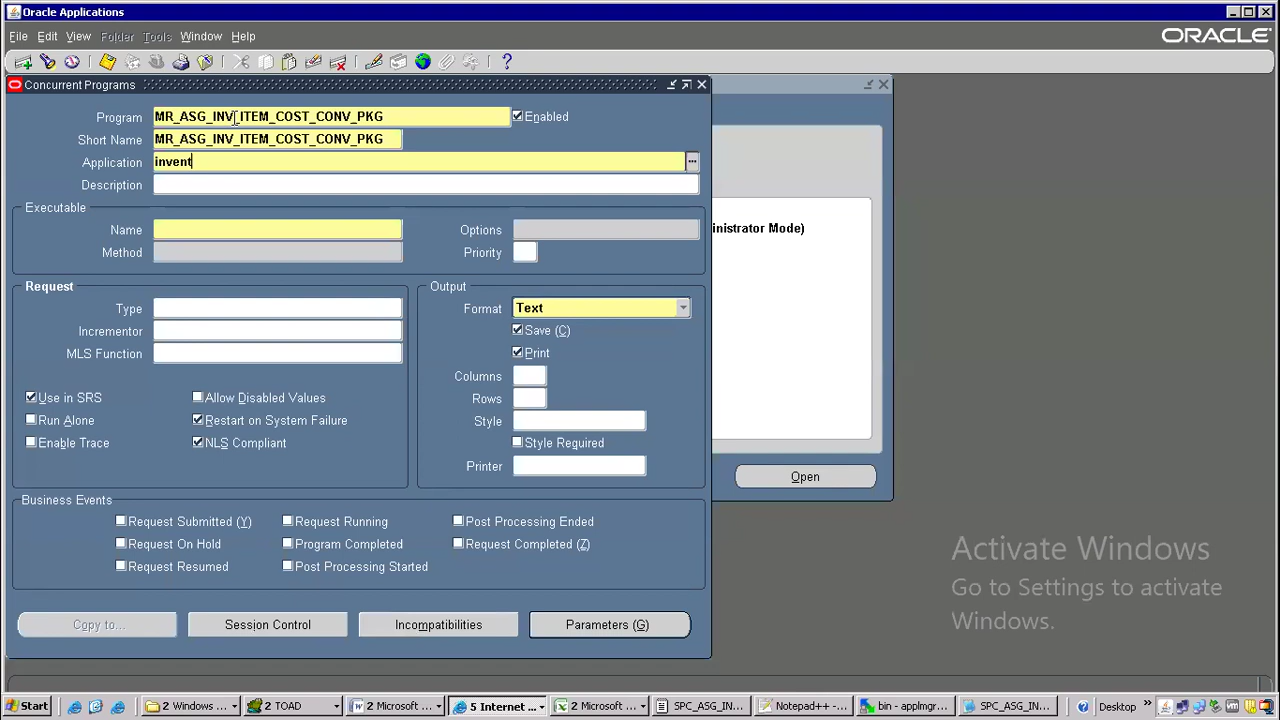 Oracle Applications
File Edit View Folder Tools Window Help
ORACLE
Concurrent Programs
Program MR_ASG_INV_ITEM_COST_CONV_PKG Enabled
Short Name MR_ASG_INV_ITEM_COST_CONV_PKG
Application invent
Description
Executable
Name Options
Method Priority
inistrator Mode)
Request Output
Type Format Text
Incrementor Save (C)
MLS Function Print
Columns
Use in SRS Allow Disabled Values Rows
Run Alone Restart on System Failure Style
Enable Trace NLS Compliant Style Required
Printer
Open
Business Events
Request Submitted (Y) Request Running Post Processing Ended
Request On Hold Program Completed Request Completed (Z)
Request Resumed Post Processing Started
Copy to... Session Control Incompatibilities Parameters (G)
Activate Windows
Go to Settings to activate
Windows.
Start 2 Windows ... 2 TOAD 2 Microsoft ... 5 Internet ... 2 Microsoft ... SPC_ASG_IN... Notepad++ -... bin - applmgr... SPC_ASG_IN... Desktop